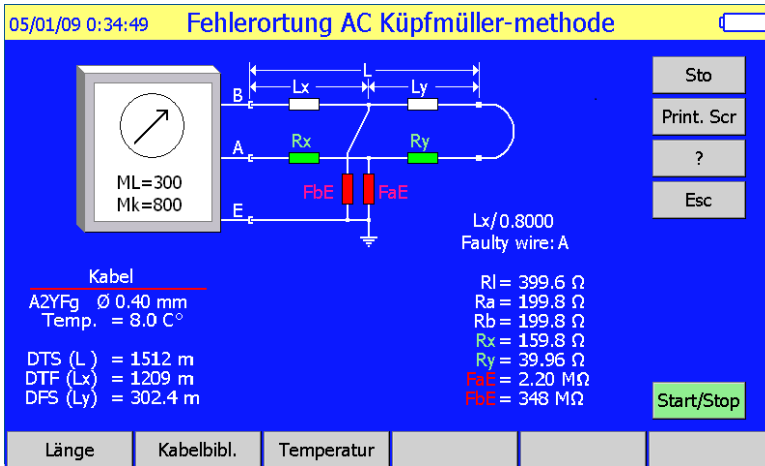 05/01/09 0:34:49 Fehlerortung AC Küpfmüller-methode
L
Lx Ly
B
Rx Ry
A
FbE FaE
E
ML=300
Mk=800
Lx/0.8000
Faulty wire: A
Kabel
A2YFg Ø 0.40 mm
Temp. = 8.0 C°
DTS (L ) = 1512 m
DTF (Lx) = 1209 m
DFS (Ly) = 302.4 m
Rl = 399.6 Ω
Ra = 199.8 Ω
Rb = 199.8 Ω
Rx = 159.8 Ω
Ry = 39.96 Ω
FaE = 2.20 MΩ
FbE = 348 MΩ
Sto
Print. Scr
?
Esc
Start/Stop
Länge Kabelbibl. Temperatur